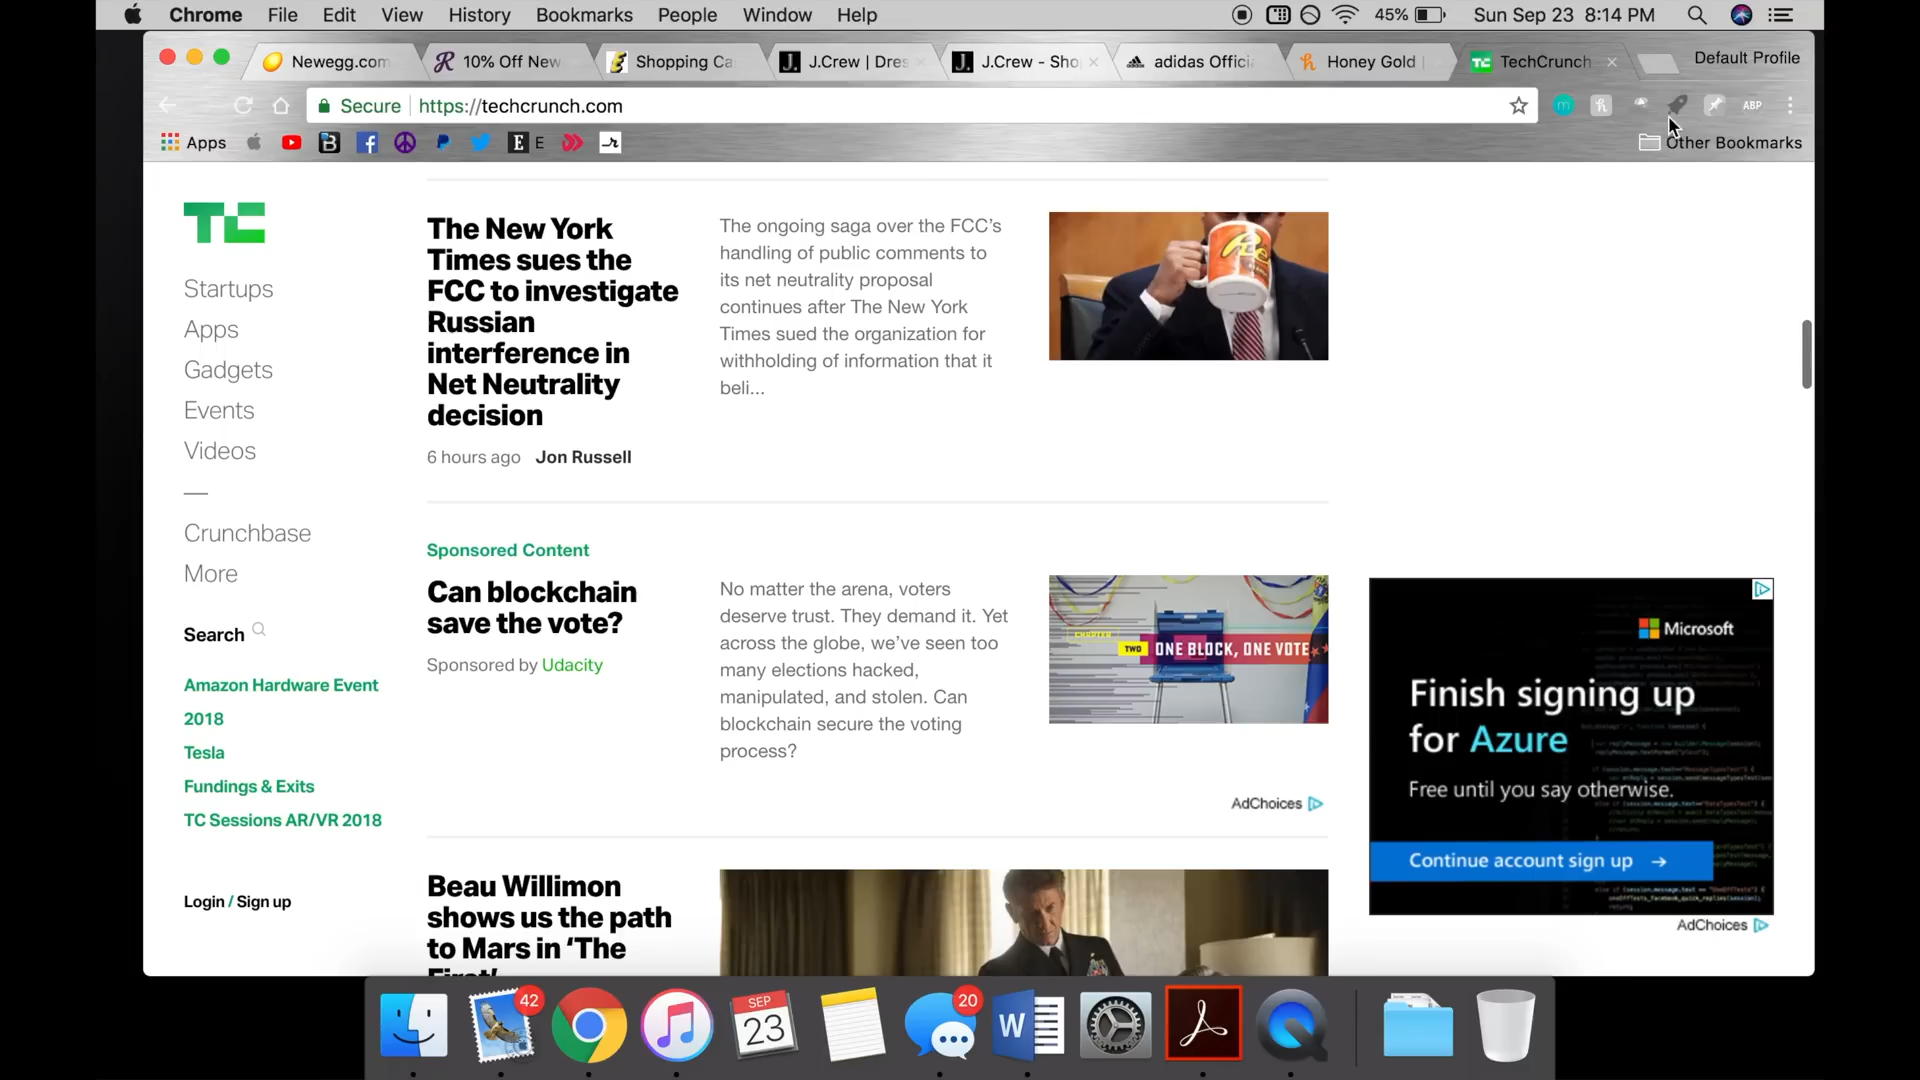 Chrome File Edit View History Bookmarks People Window Help 45% Sun Sep 23 8:14 PM
Newegg.com 10% Off New Shopping Ca J.Crew | Dres J.Crew - Sho adidas Offici Honey Gold | TechCrunch Default Profile
Secure https://techcrunch.com ABP
Apps E Other Bookmarks
TC
Startups
Apps
Gadgets
Events
Videos
Crunchbase
More
Search
Amazon Hardware Event
2018
Tesla
Fundings & Exits
TC Sessions AR/VR 2018
Login / Sign up
The New York
Times sues the
FCC to investigate
Russian
interference in
Net Neutrality
decision
6 hours ago Jon Russell
The ongoing saga over the FCC's
handling of public comments to
its net neutrality proposal
continues after The New York
Times sued the organization for
withholding of information that it
beli...
Sponsored Content
Can blockchain
save the vote?
Sponsored by Udacity
No matter the arena, voters
deserve trust. They demand it. Yet
across the globe, we've seen too
many elections hacked,
manipulated, and stolen. Can
blockchain secure the voting
process?
CHAPTER
TWO ONE BLOCK, ONE VOTE
AdChoices
Beau Willimon
shows us the path
to Mars in 'The
First'
Microsoft
Finish signing up
for Azure
Free until you say otherwise.
Continue account sign up →
AdChoices
42
SEP
23
20
W